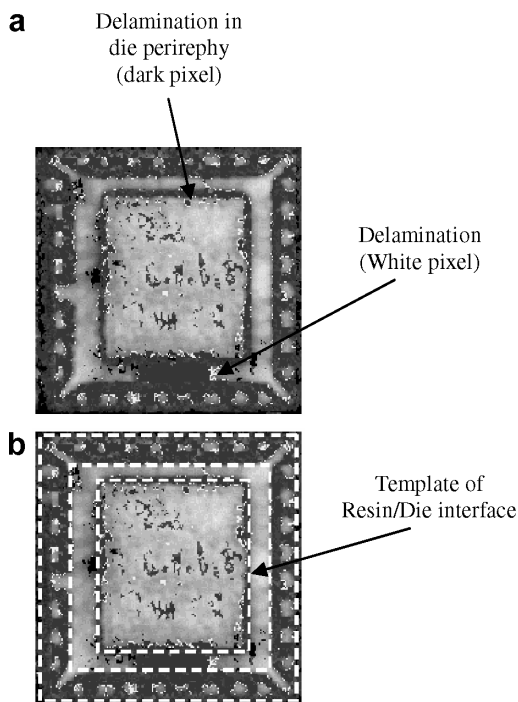 a
Delamination in
die perirephy
(dark pixel)
Delamination
(White pixel)
b
Template of
Resin/Die interface